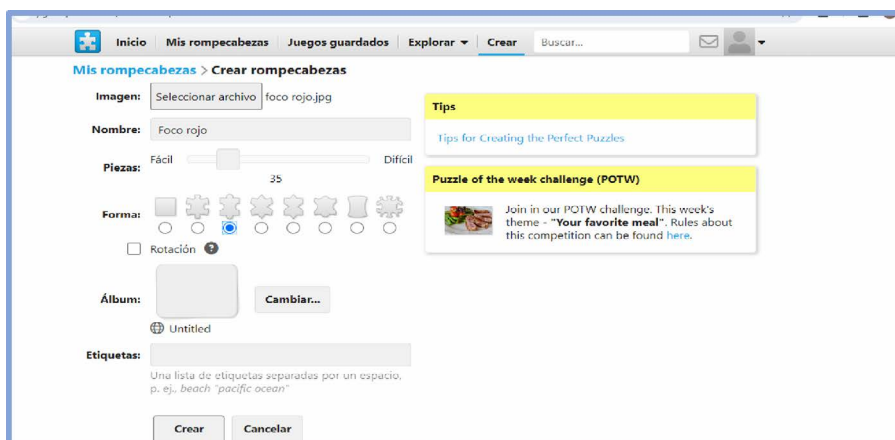 Inicio Mis rompecabezas Juegos guardados Explorar Crear Buscar...
Mis rompecabezas > Crear rompecabezas
Imagen: Seleccionar archivo foco rojo.jpg
Nombre: Foco rojo
Piezas: Fácil Difícil
35
Forma:
Rotación ?
Álbum: Cambiar...
Untitled
Etiquetas:
Una lista de etiquetas separadas por un espacio,
p. ej., beach "pacific ocean"
Crear Cancelar
Tips
Tips for Creating the Perfect Puzzles
Puzzle of the week challenge (POTW)
Join in our POTW challenge. This week's
theme - "Your favorite meal". Rules about
this competition can be found here.